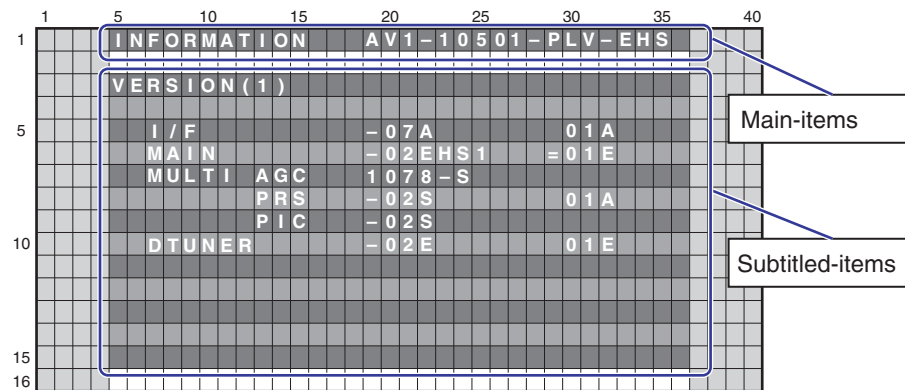 1 5 10 15 20 25 30 35 40
1 INFORMATION AV1-10501-PLV-EHS
VERSION(1)
Main-items
5 I/F -07A 01A
MAIN -02EHS1 =01E
MULTI AGC 1078-S
PRS -02S 01A
PIC -02S
10 DTUNER -02E 01E
Subtitled-items
15
16